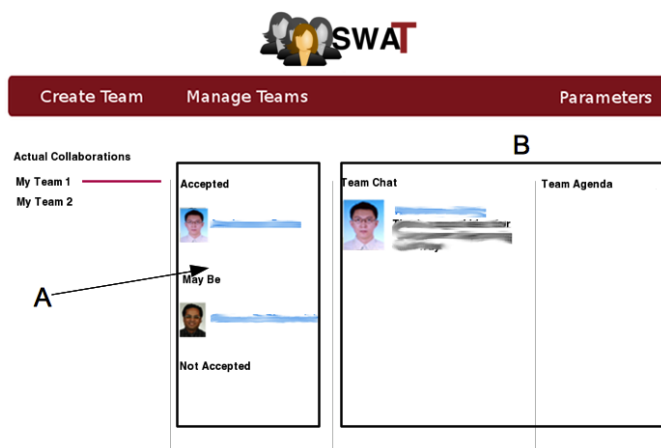 SWAT
Create Team Manage Teams Parameters
B
Actual Collaborations
My Team 1
My Team 2
Accepted
A
May Be
Not Accepted
Team Chat
Team Agenda